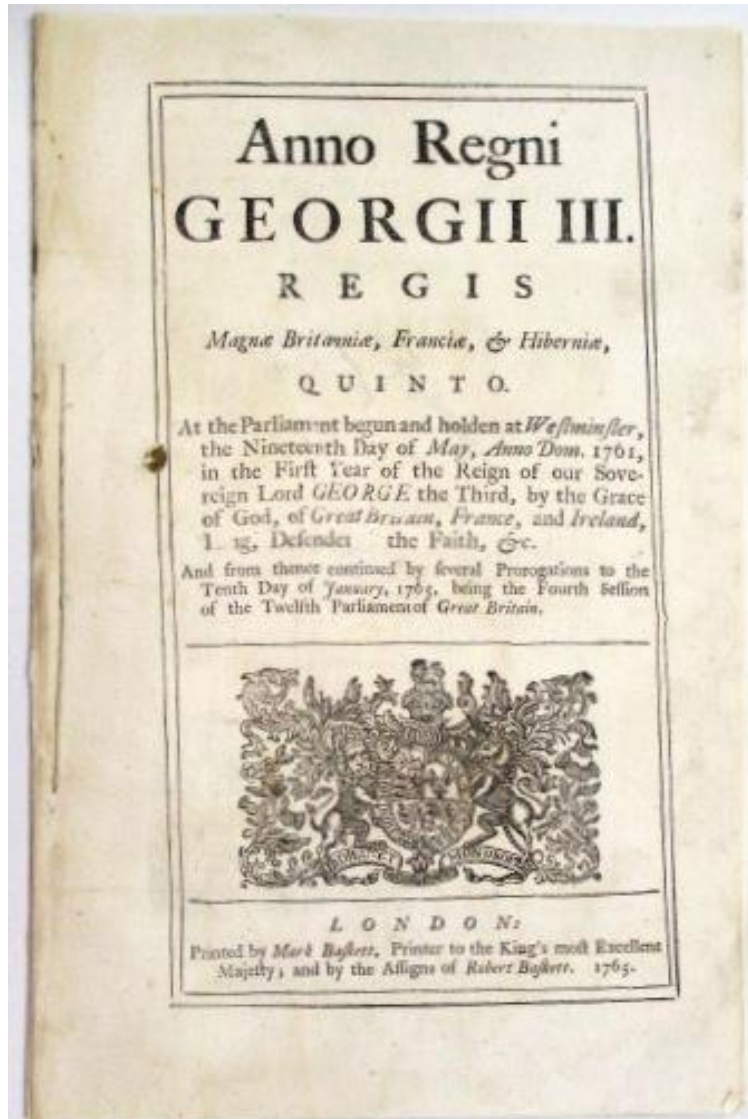 Anno Regni
GEORGII III.
REGIS
Magnæ Britanniæ, Franciæ, & Hiberniæ,
QUINTO.
At the Parliament begun and holden at Weſtminſter,
the Nineteenth Day of May, Anno Dom. 1761,
in the Firſt Year of the Reign of our Sove-
reign Lord GEORGE the Third, by the Grace
of God, of Great Britain, France, and Ireland,
Defender the Faith, &c.
And from thence continued by ſeveral Prorogations to the
Tenth Day of January, 1765, being the Fourth Seſſion
of the Twelfth Parliament of Great Britain.
LONDON:
Printed by Mark Baſkett, Printer to the King's moſt Excellent
Majeſty; and by the Aſſigns of Robert Baſkett. 1765.